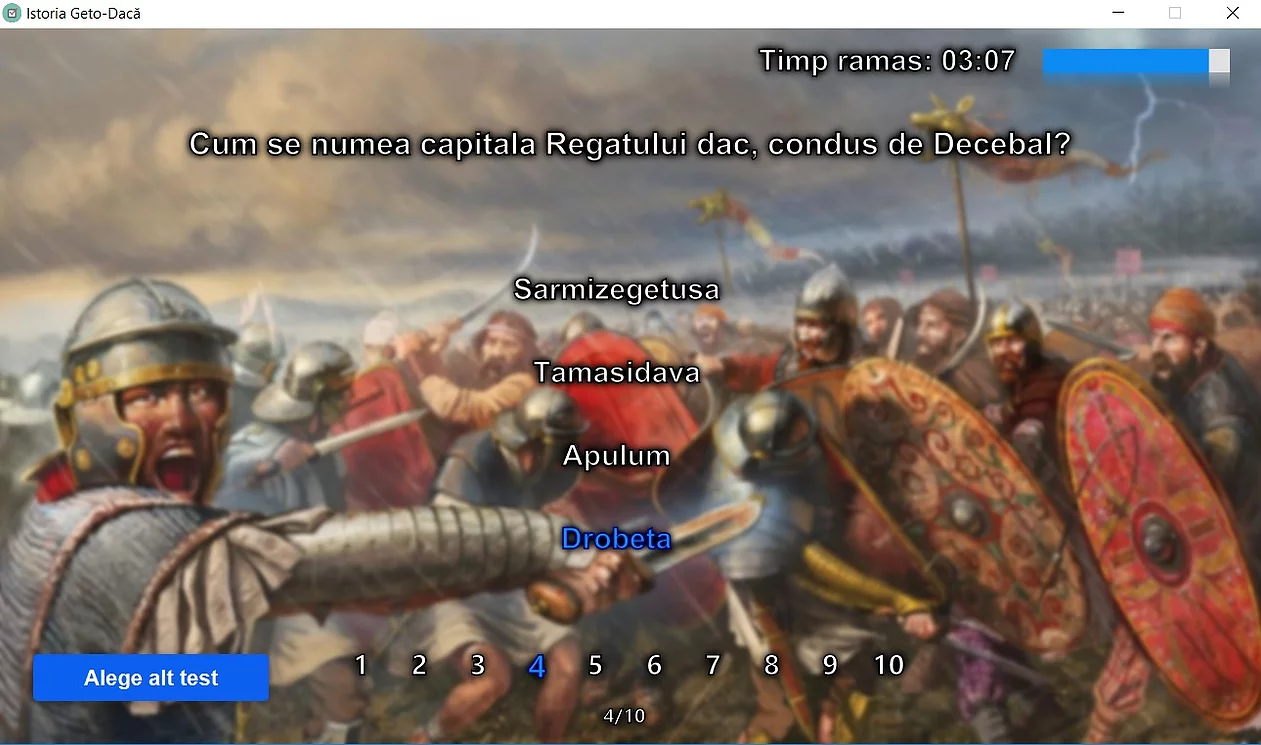 Istoria Geto-Dacă
Timp ramas: 03:07
Cum se numea capitala Regatului dac, condus de Decebal?
Sarmizegetusa
Tamasidava
Apulum
Drobeta
Alege alt test
1 2 3 4 5 6 7 8 9 10
4/10